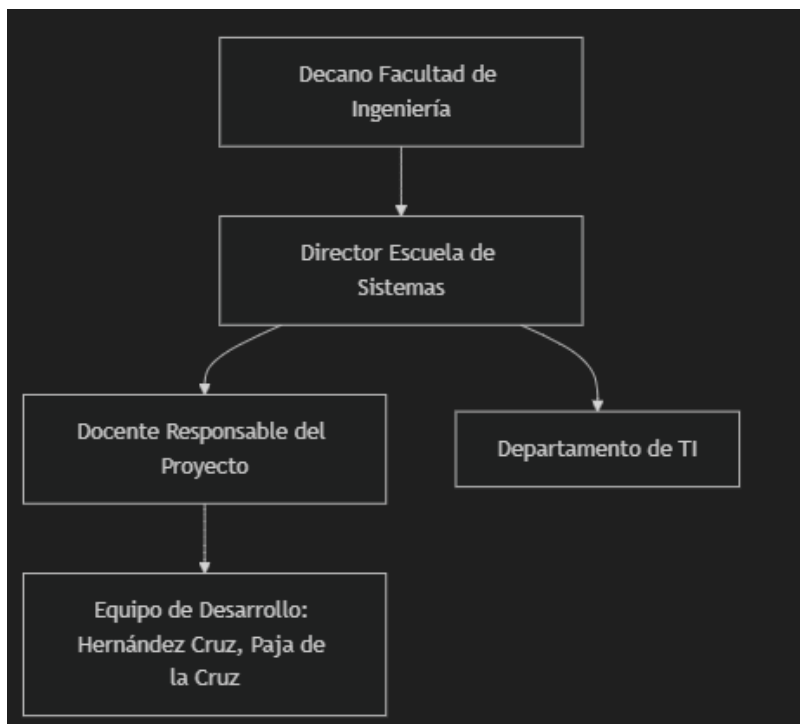 Decano Facultad de
Ingeniería
Director Escuela de
Sistemas
Docente Responsable del
Proyecto
Departamento de TI
Equipo de Desarrollo:
Hernández Cruz, Paja de
la Cruz